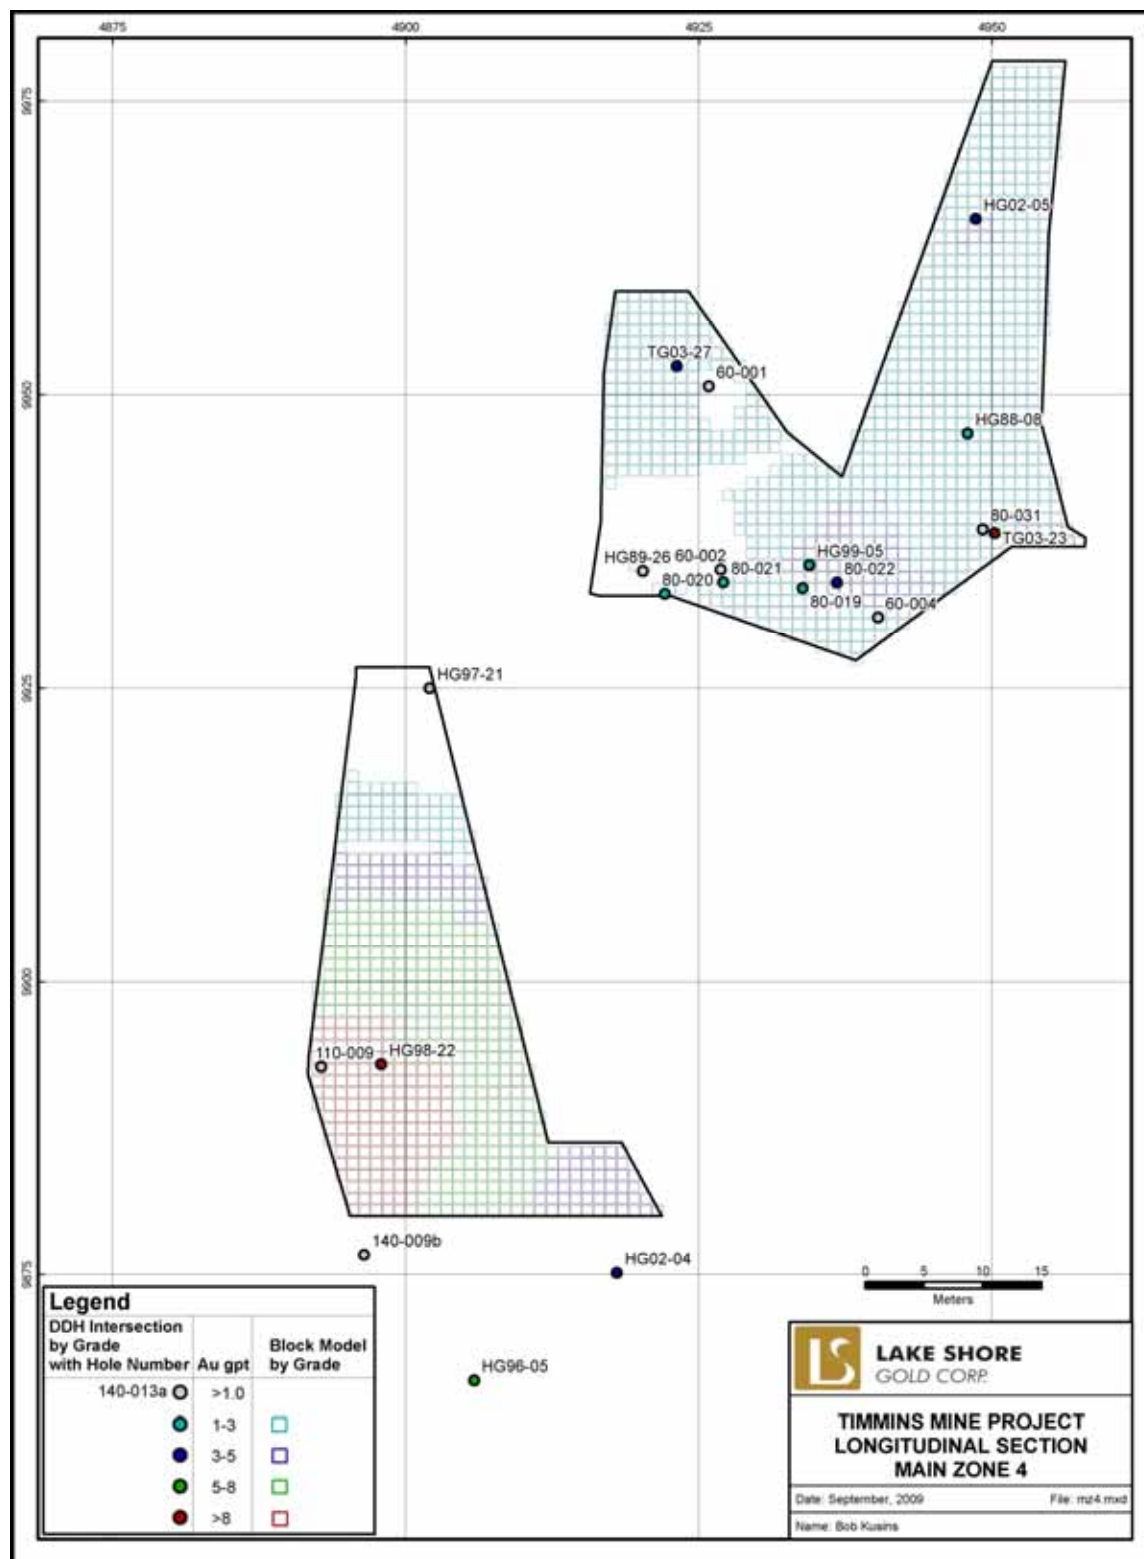 4875 4900 4925 4950
9975
HG02-05
TG03-27
60-001
9950
HG88-08
80-031
TG03-23
HG99-05
HG89-26 60-002
80-021 80-022
80-020
80-019 60-004
HG97-21
9925
9900
110-009 HG98-22
140-009b
HG02-04
9875
0 5 10 15
Meters
HG96-05
Legend
DDH Intersection
by Grade
with Hole Number
Au gpt
Block Model
by Grade
140-013a >1.0
1-3
3-5
5-8
>8
LS
LAKE SHORE
GOLD CORP.
TIMMINS MINE PROJECT
LONGITUDINAL SECTION
MAIN ZONE 4
Date: September, 2009 File: mz4.mxd
Name: Bob Kusins